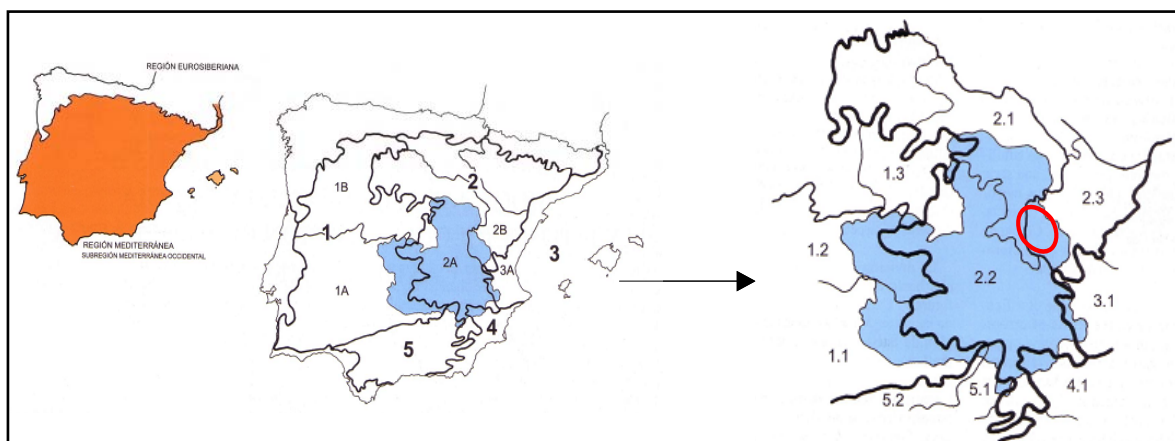 REGIÓN EUROSIBERIANA
REGIÓN MEDITERRÁNEA
SUBREGIÓN MEDITERRÁNEA OCCIDENTAL
1B
2
2B
1
3
2A
3A
1A
4
5
2.1
1.3
2.3
1.2
2.2
3.1
1.1
4.1
5.1
5.2